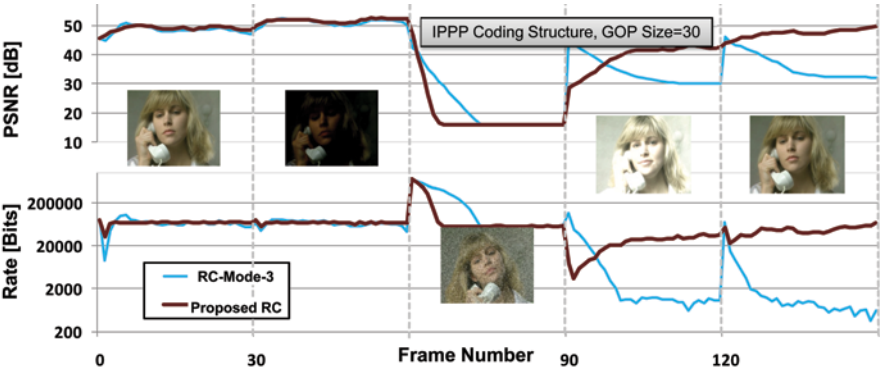 IPPP Coding Structure, GOP Size=30
PSNR [dB]
50
40
30
20
10
Rate [Bits]
200000
20000
2000
200
RC-Mode-3
Proposed RC
0
30
Frame Number
90
120